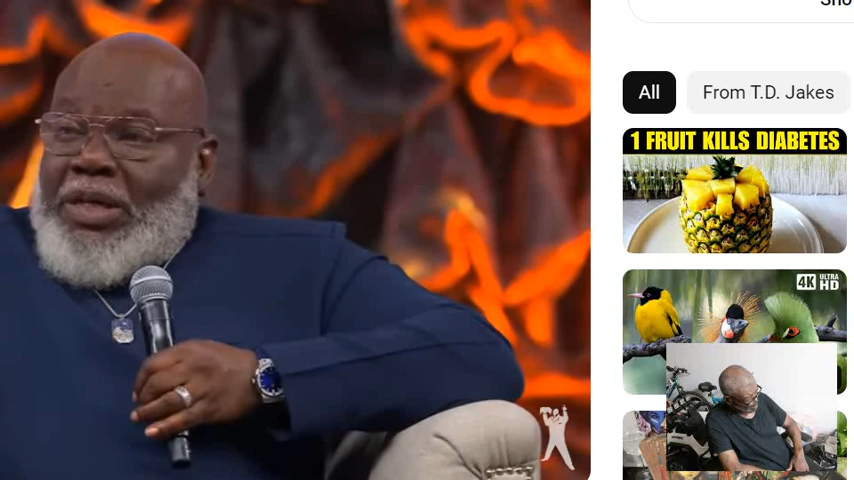 All
From T.D. Jakes
1 FRUIT KILLS DIABETES
4K ULTRA
HD